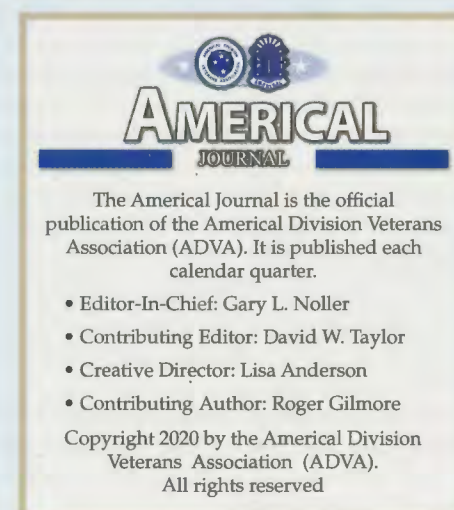 AMERICAL
JOURNAL
The Americal Journal is the official
publication of the Americal Division Veterans
Association (ADVA). It is published each
calendar quarter.
• Editor-In-Chief: Gary L. Noller
• Contributing Editor: David W. Taylor
• Creative Director: Lisa Anderson
• Contributing Author: Roger Gilmore
Copyright 2020 by the Americal Division
Veterans Association (ADVA).
All rights reserved